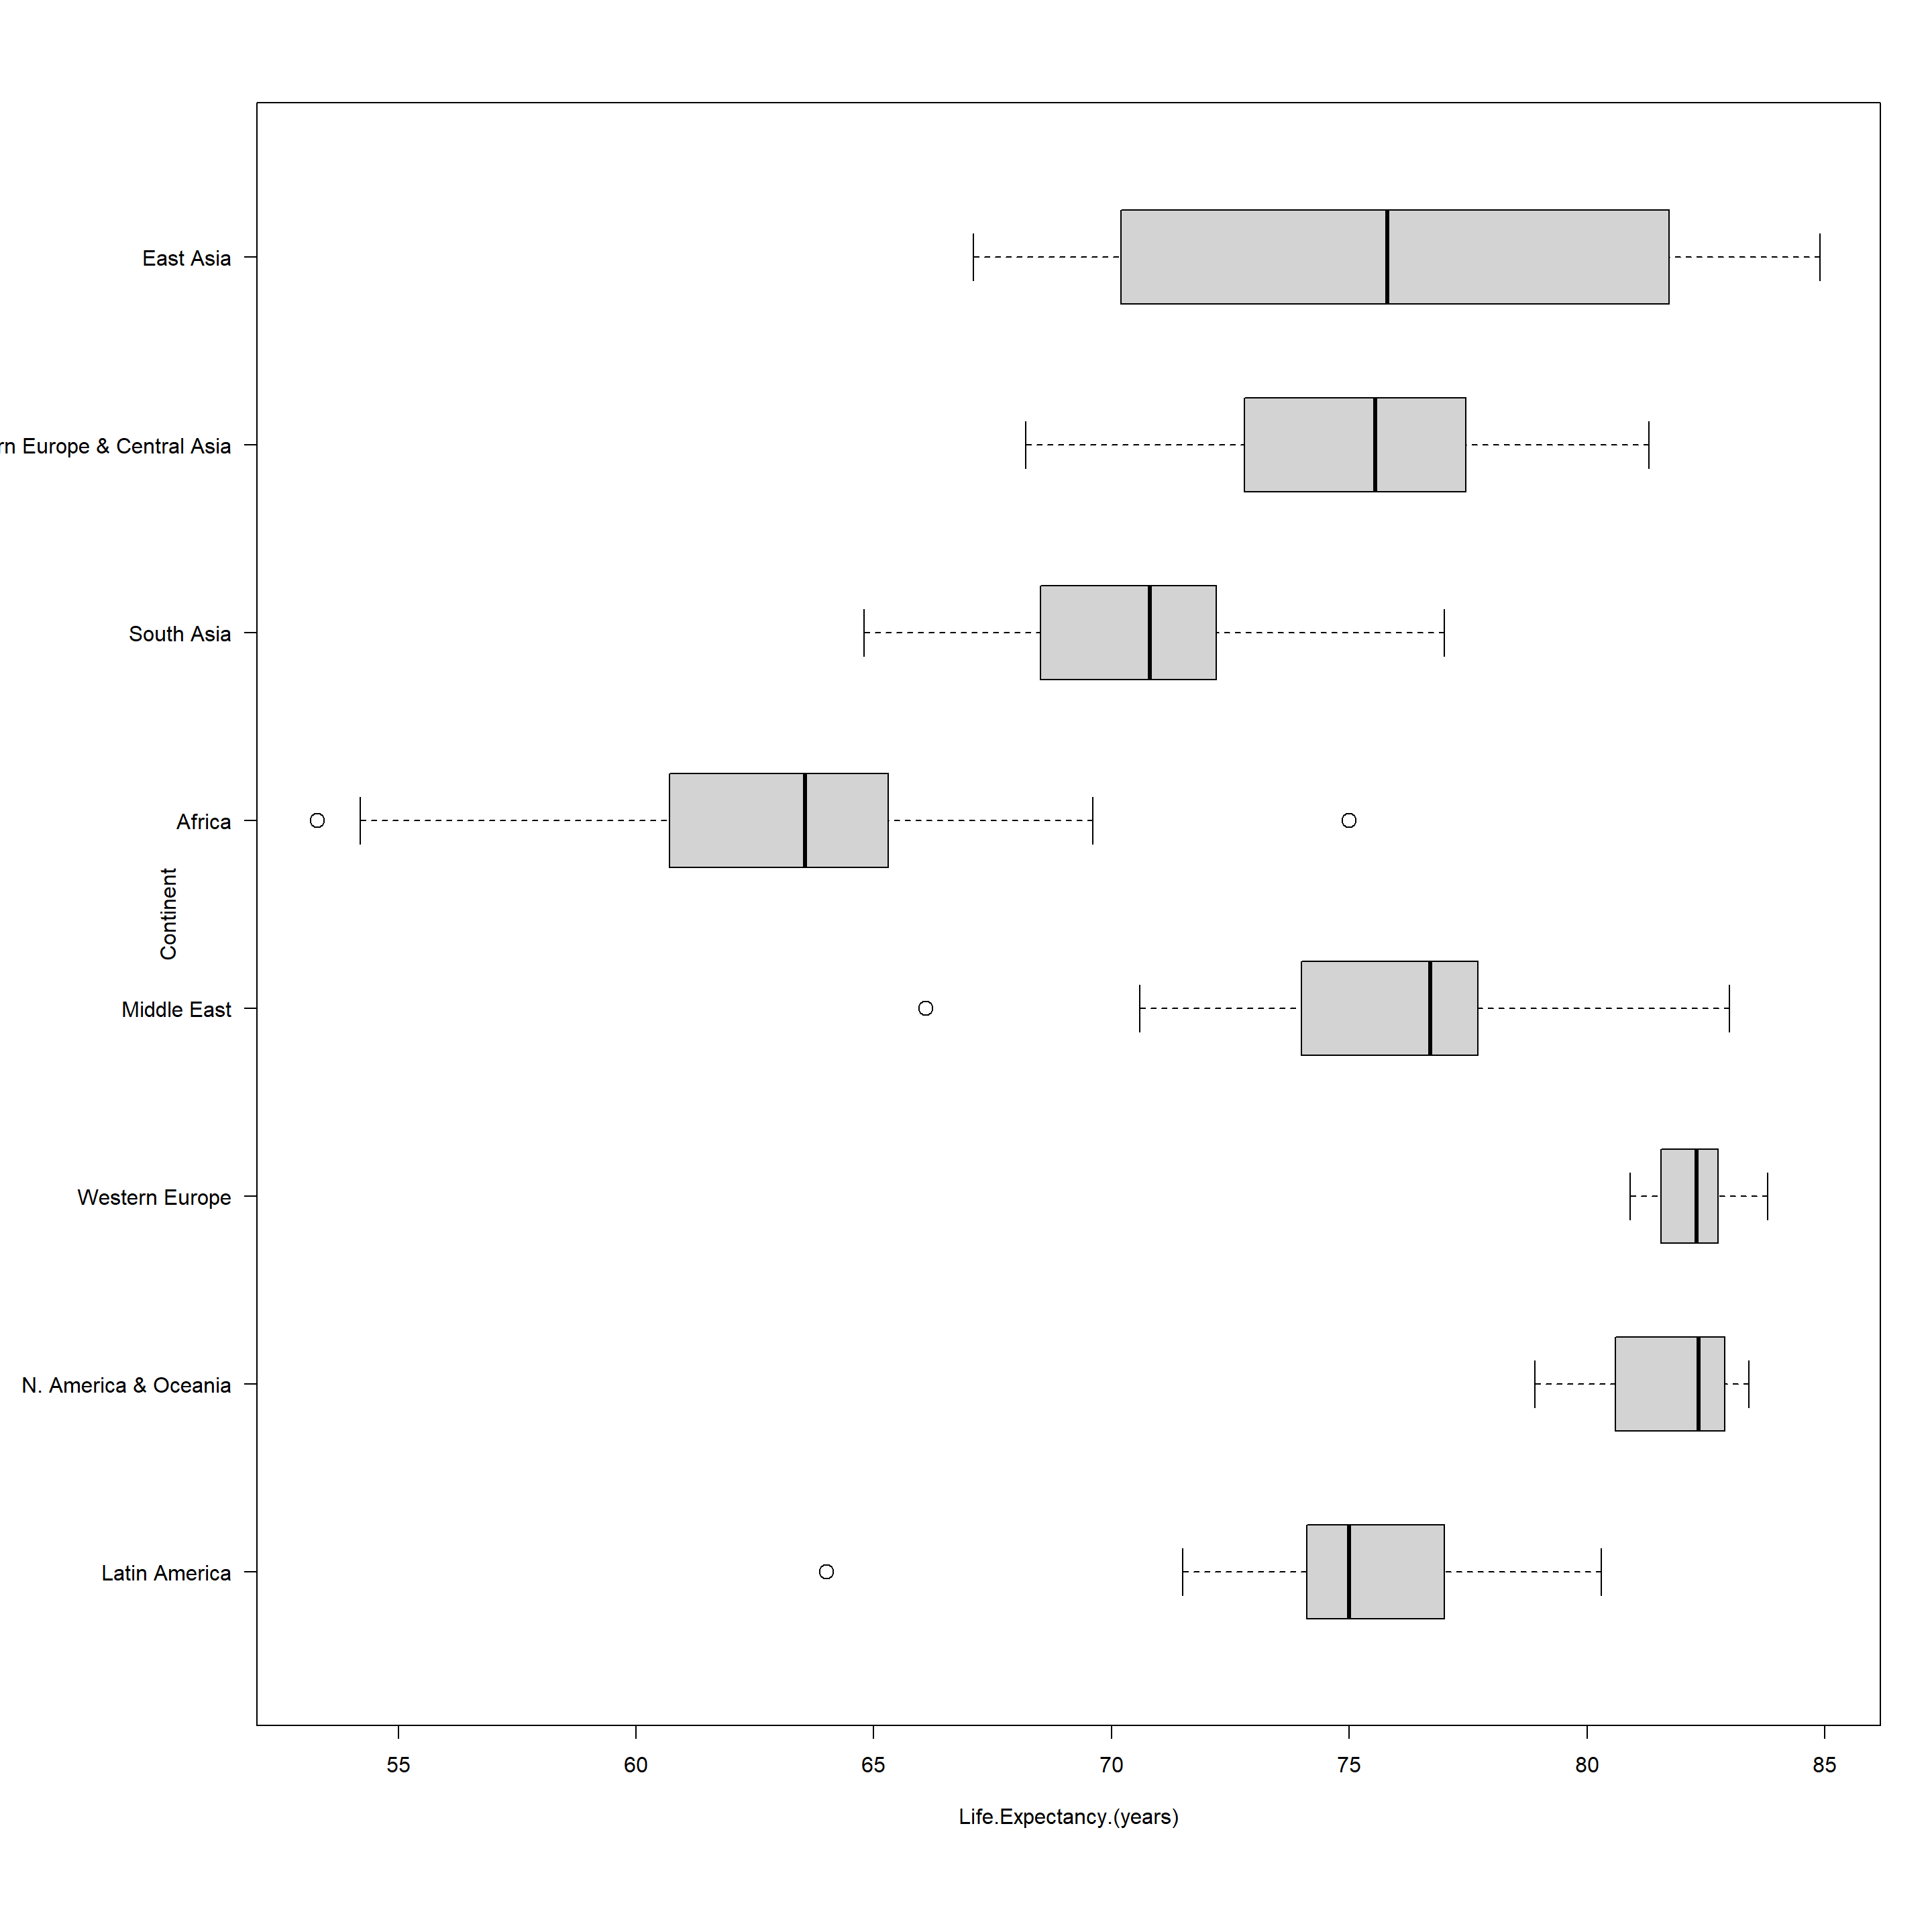 East Asia
rn Europe & Central Asia
South Asia
Africa
Continent
Middle East
Western Europe
N. America & Oceania
Latin America
55 60 65 70 75 80 85
Life.Expectancy.(years)